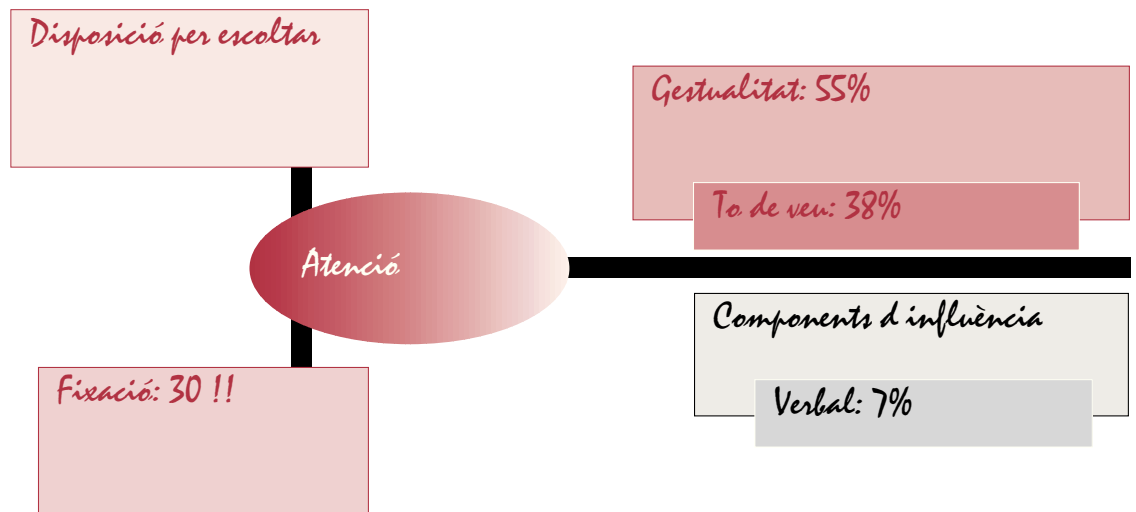 Disposició per escoltar
Gestualitat: 55%
To de veu: 38%
Atenció
Components d influència
Fixació: 30 !!
Verbal: 7%